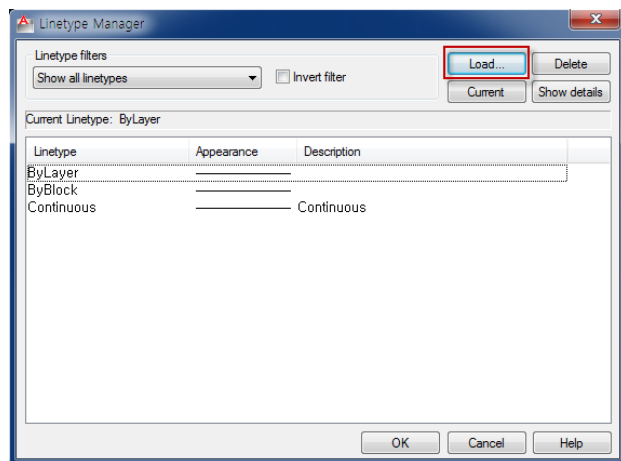 Linetype Manager
Linetype filters
Show all linetypes
Invert filter
Load...
Delete
Current
Show details
Current Linetype: ByLayer
Linetype Appearance Description
ByLayer
ByBlock
Continuous Continuous
OK Cancel Help